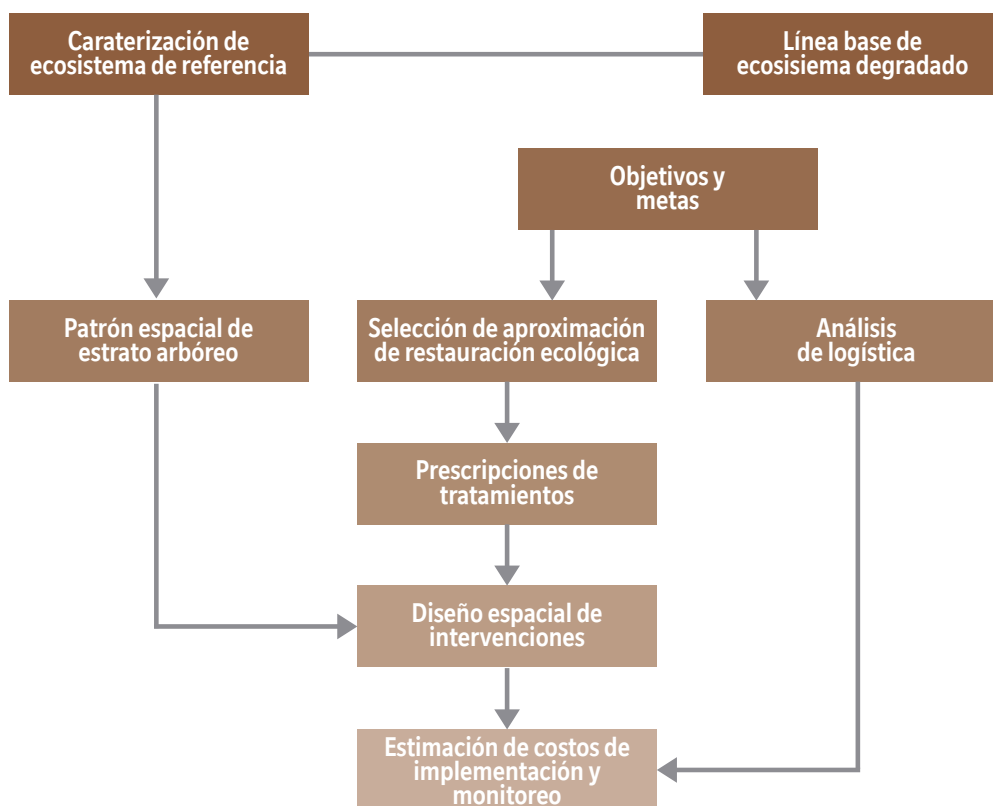 Caraterización de
ecosistema de referencia
Línea base de
ecosisiema degradado
Objetivos y
metas
Patrón espacial de
estrato arbóreo
Selección de aproximación
de restauración ecológica
Análisis
de logística
Prescripciones de
tratamientos
Diseño espacial de
intervenciones
Estimación de costos de
implementación y
monitoreo